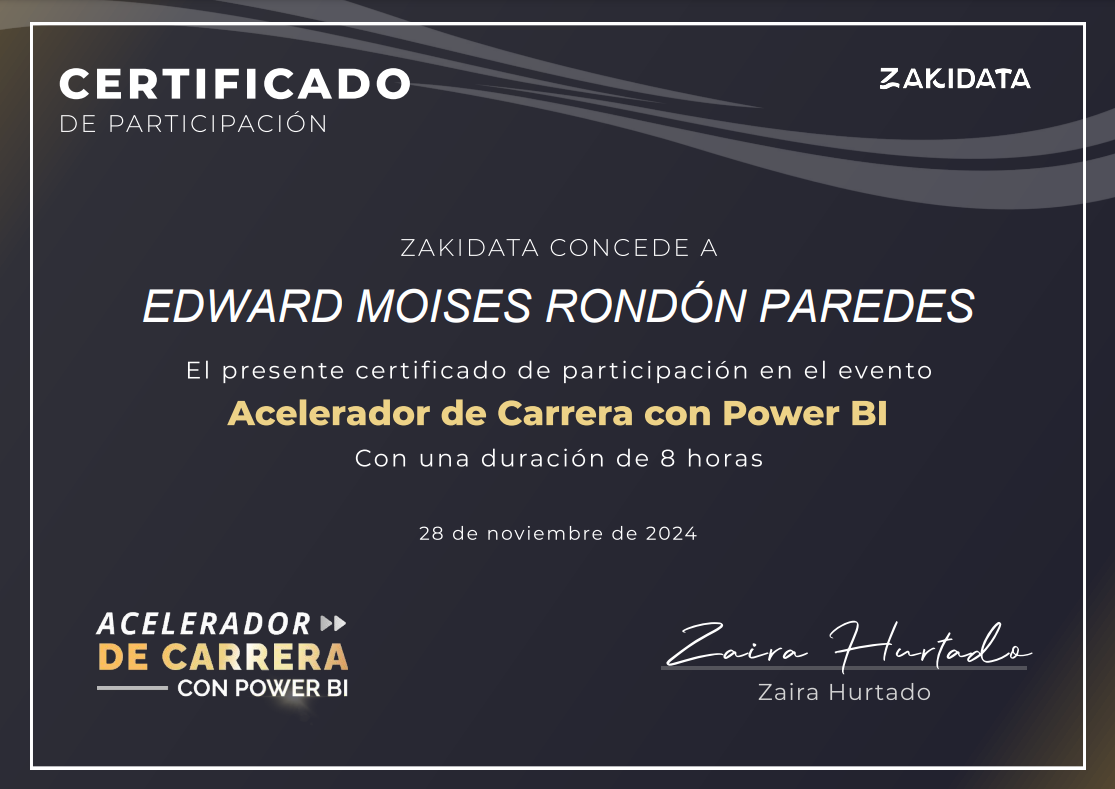 CERTIFICADO
DE PARTICIPACIÓN
ZAKIDATA
ZAKIDATA CONCEDE A
EDWARD MOISES RONDÓN PAREDES
El presente certificado de participación en el evento
Acelerador de Carrera con Power BI
Con una duración de 8 horas
28 de noviembre de 2024
ACELERADOR
DE CARRERA
CON POWER BI
Zaira Hurtado
Zaira Hurtado